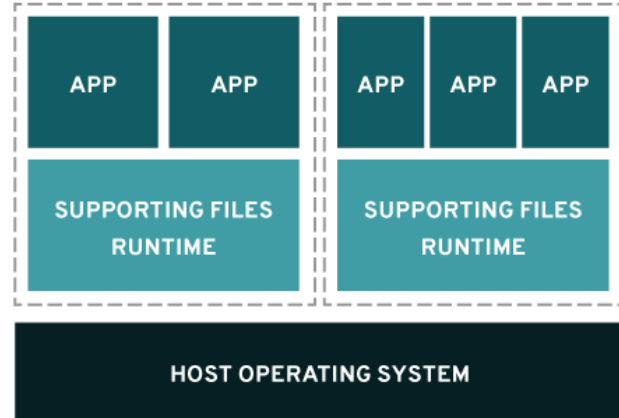 APP APP
SUPPORTING FILES
RUNTIME
APP APP APP
SUPPORTING FILES
RUNTIME
HOST OPERATING SYSTEM